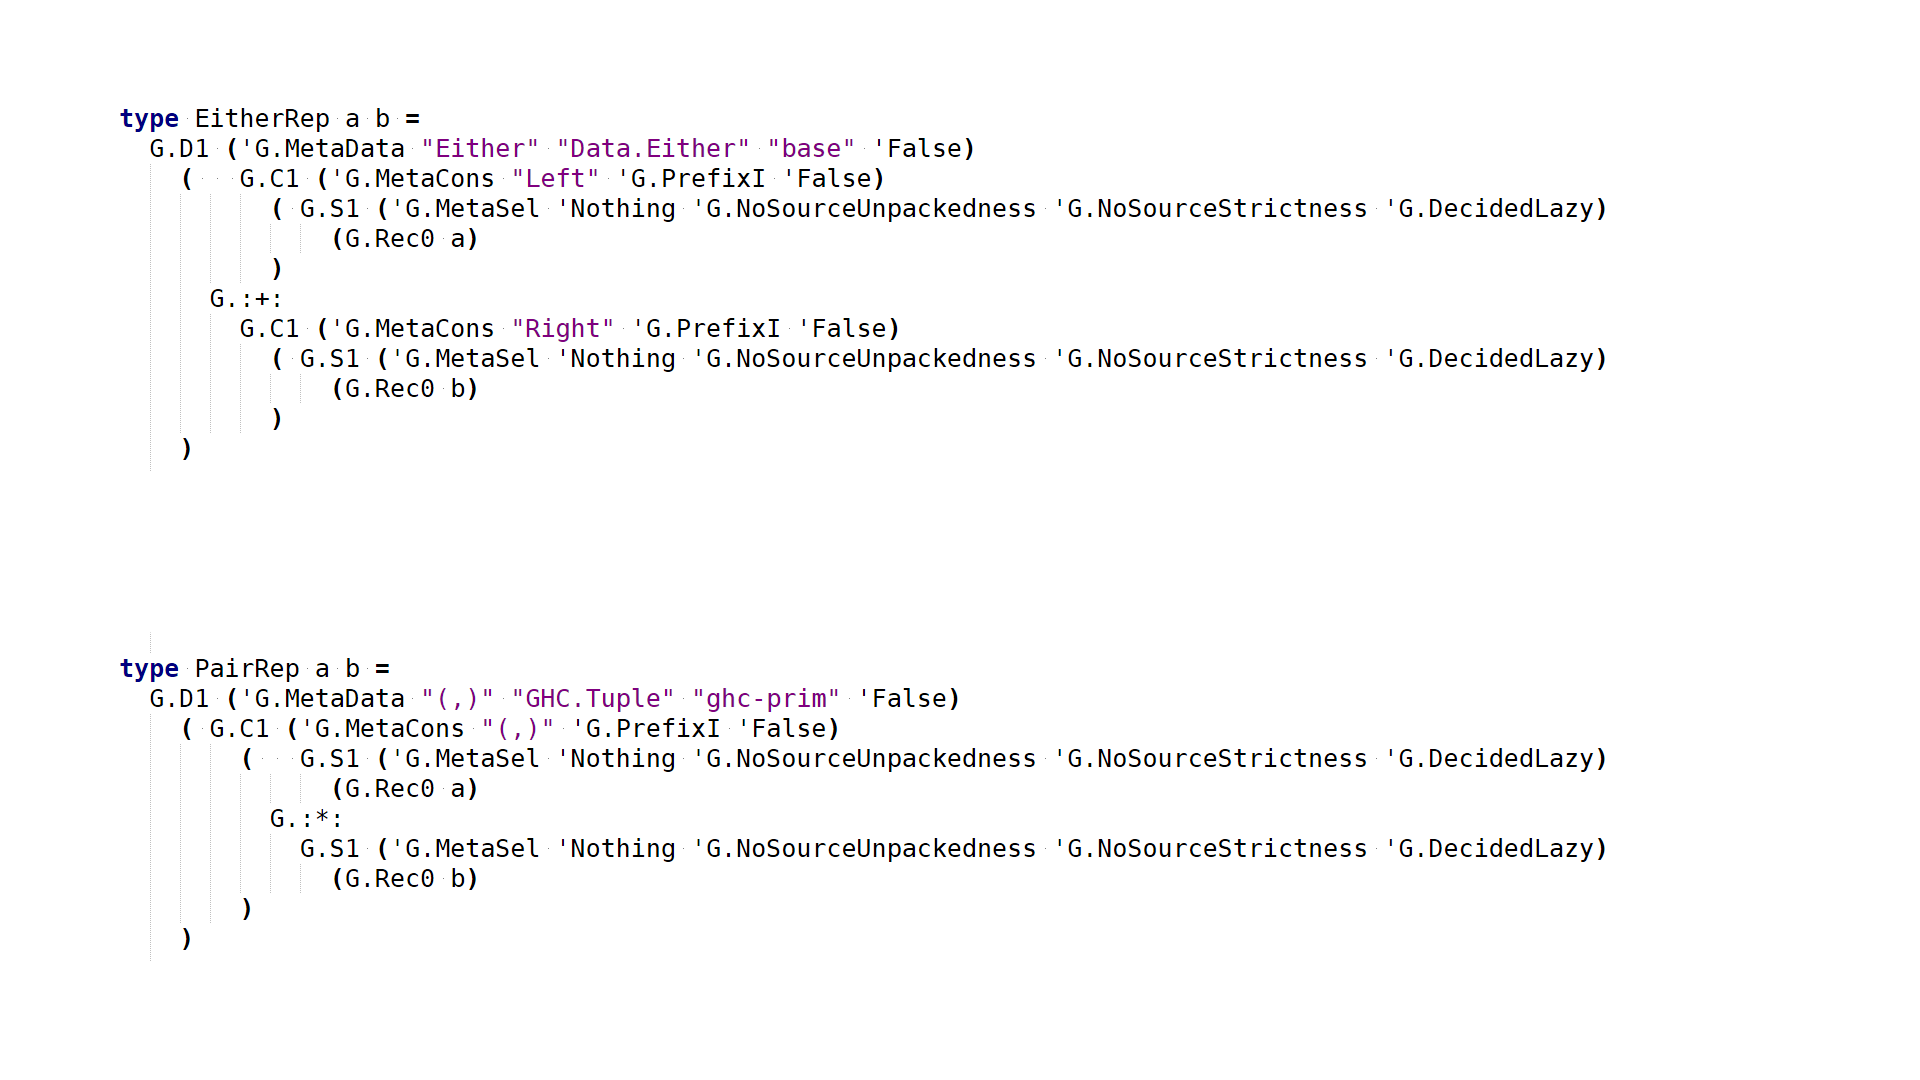 type EitherRep a b =
  G.D1 ('G.MetaData "Either" "Data.Either" "base" 'False)
    (   G.C1 ('G.MetaCons "Left" 'G.PrefixI 'False)
          ( G.S1 ('G.MetaSel 'Nothing 'G.NoSourceUnpackedness 'G.NoSourceStrictness 'G.DecidedLazy)
              (G.Rec0 a)
          )
      G.:+:
        G.C1 ('G.MetaCons "Right" 'G.PrefixI 'False)
          ( G.S1 ('G.MetaSel 'Nothing 'G.NoSourceUnpackedness 'G.NoSourceStrictness 'G.DecidedLazy)
              (G.Rec0 b)
          )
    )
type PairRep a b =
  G.D1 ('G.MetaData "(,)" "GHC.Tuple" "ghc-prim" 'False)
    ( G.C1 ('G.MetaCons "(,)" 'G.PrefixI 'False)
        (   G.S1 ('G.MetaSel 'Nothing 'G.NoSourceUnpackedness 'G.NoSourceStrictness 'G.DecidedLazy)
              (G.Rec0 a)
          G.:*:
            G.S1 ('G.MetaSel 'Nothing 'G.NoSourceUnpackedness 'G.NoSourceStrictness 'G.DecidedLazy)
              (G.Rec0 b)
        )
    )